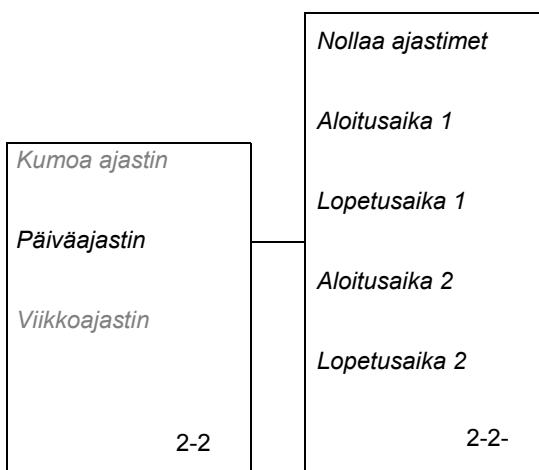 Kumoa ajastin
Päiväajastin
Viikkoajastin
2-2
Nollaa ajastimet
Aloitusaika 1
Lopetusaika 1
Aloitusaika 2
Lopetusaika 2
2-2-